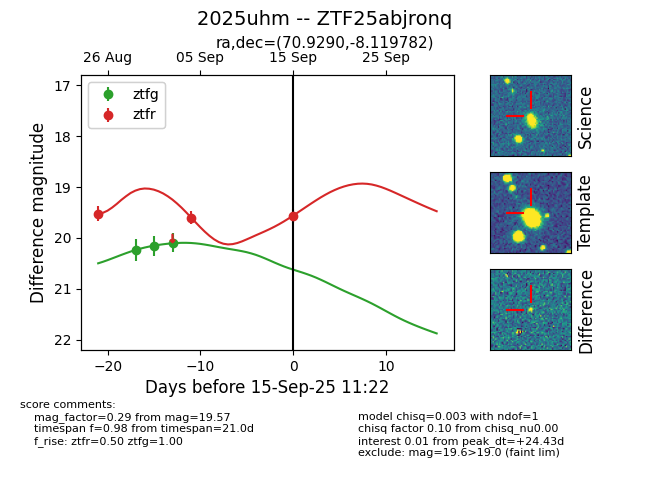 2025uhm -- ZTF25abjronq
ra,dec=(70.9290,-8.119782)
26 Aug 05 Sep 15 Sep 25 Sep
ztfg
ztfr
17
18
19
20
21
22
Difference magnitude
−20 −10 0 10
Days before 15-Sep-25 11:22
Science
Template
Difference
score comments:
mag_factor=0.29 from mag=19.57
timespan f=0.98 from timespan=21.0d
f_rise: ztfr=0.50 ztfg=1.00
model chisq=0.003 with ndof=1
chisq factor 0.10 from chisq_nu0.00
interest 0.01 from peak_dt=+24.43d
exclude: mag=19.6>19.0 (faint lim)